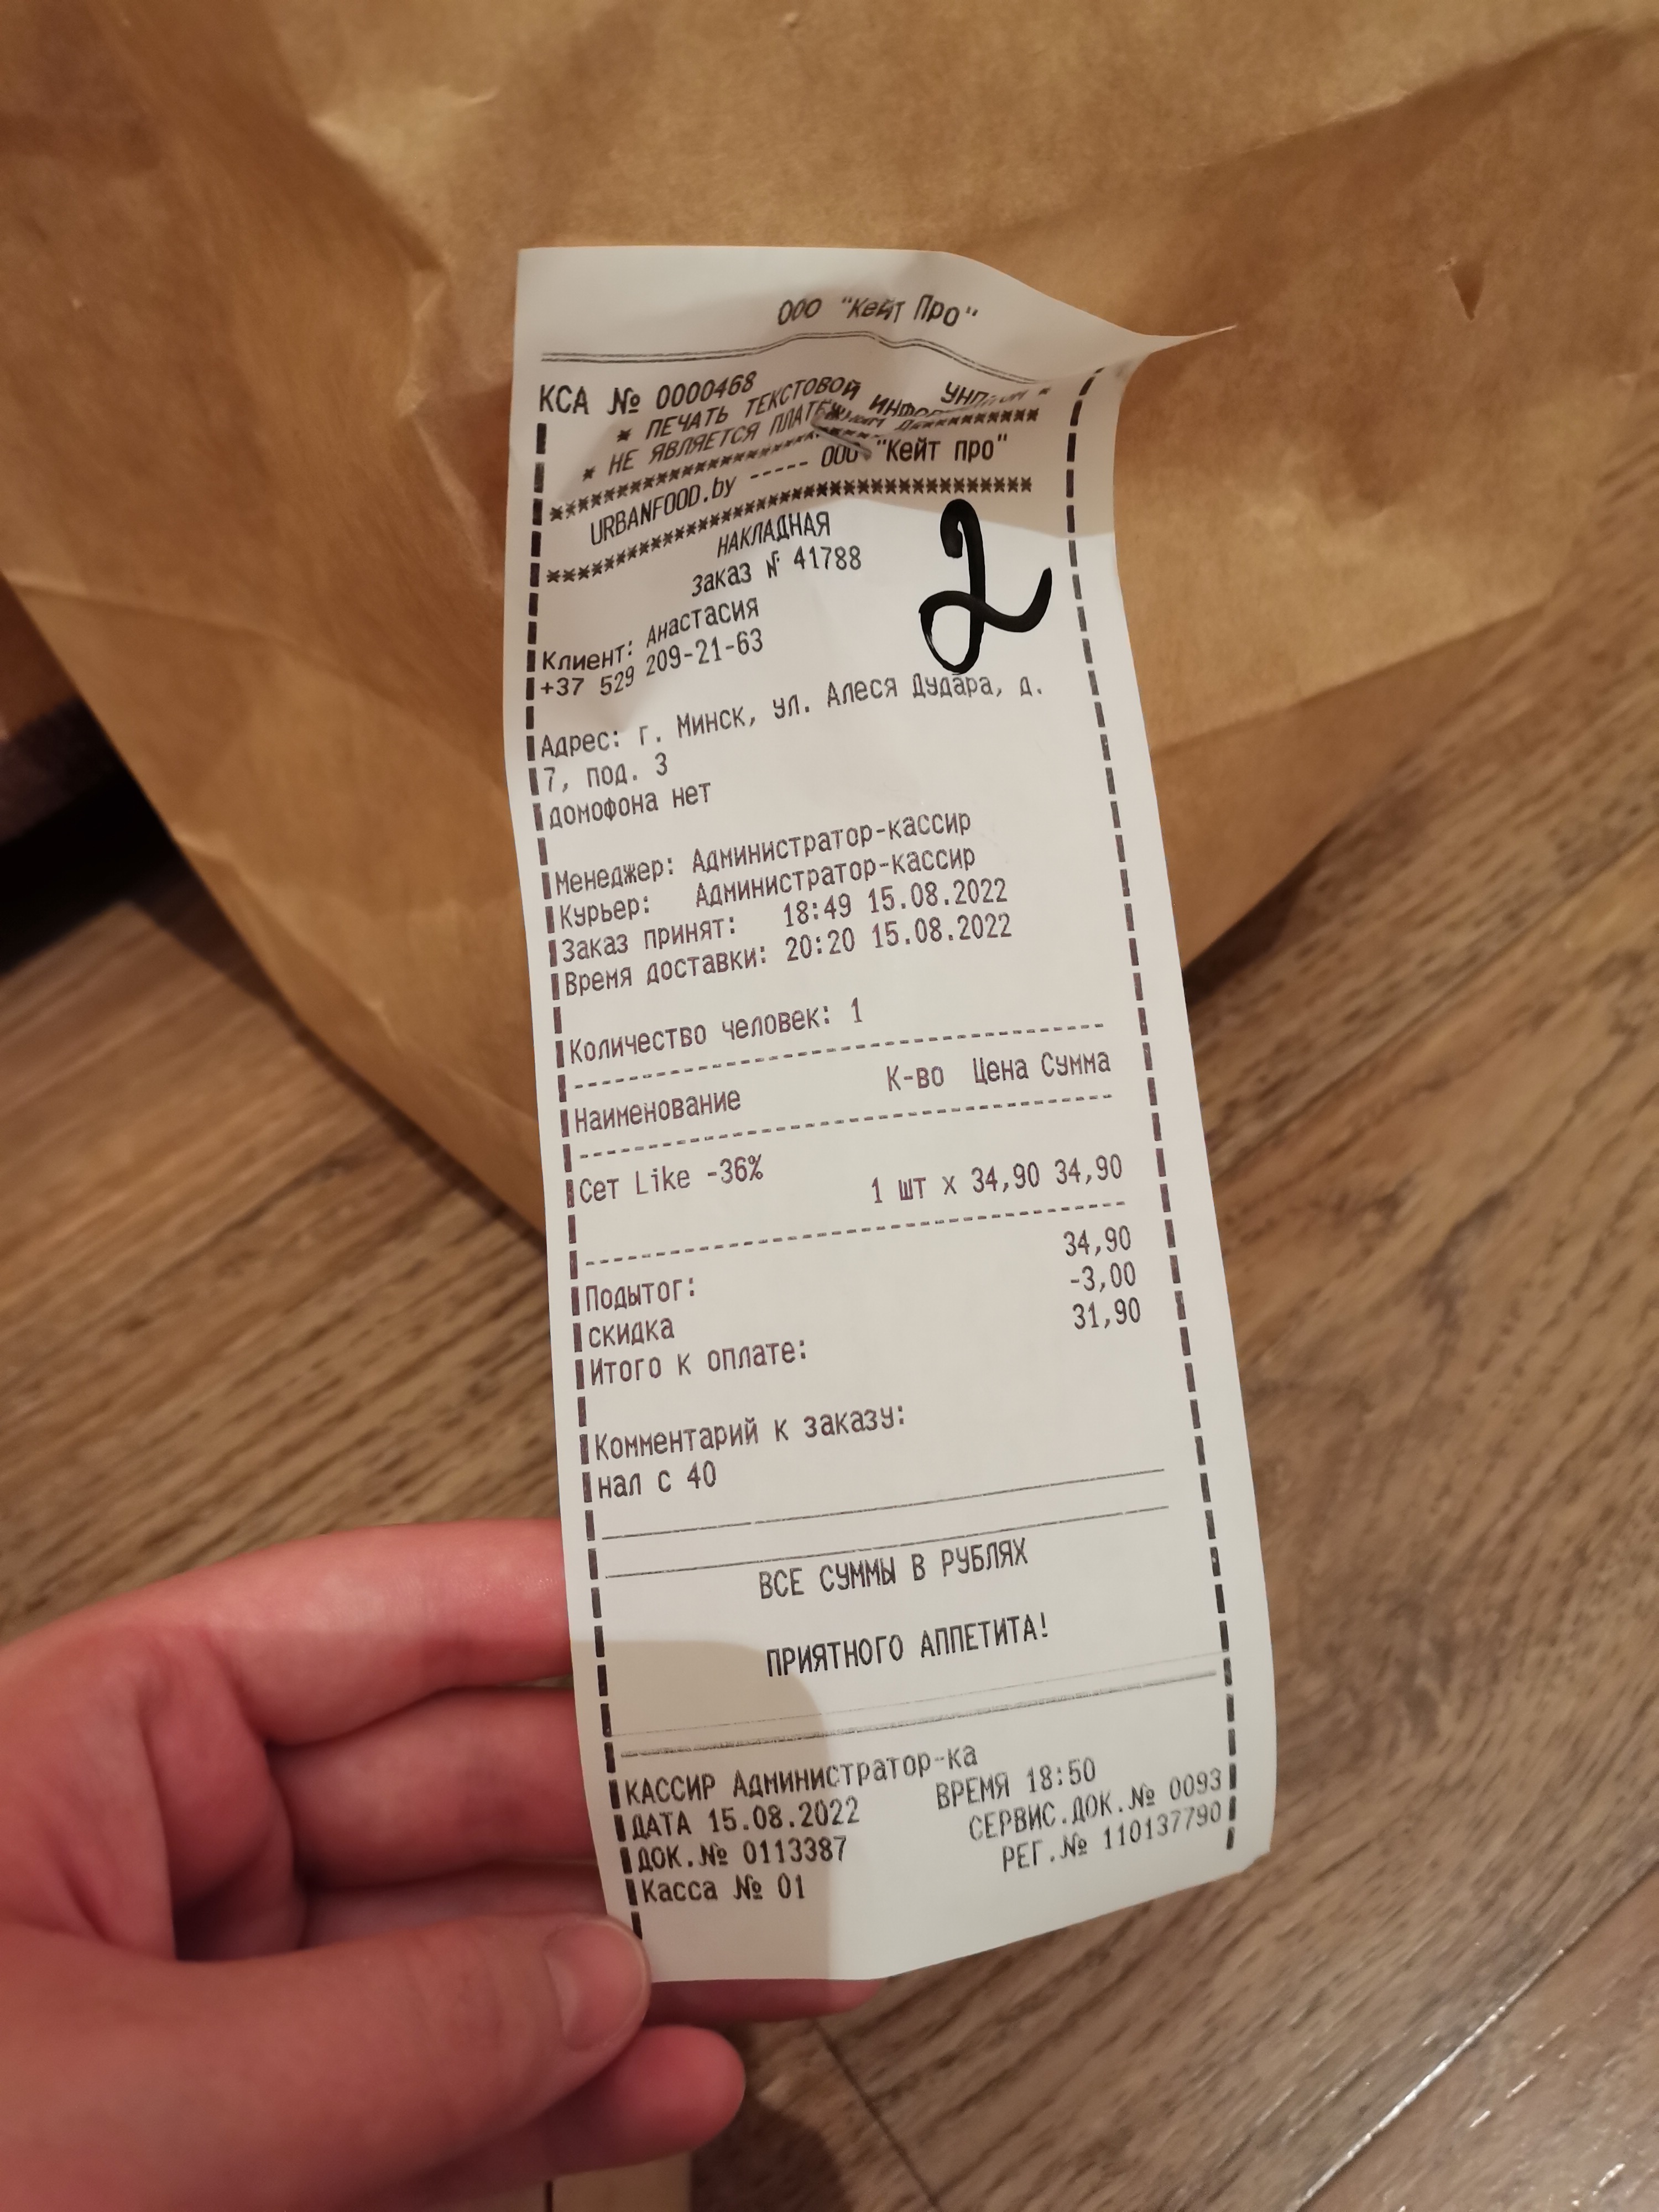 ООО "Кейт Про"
КСА № 0000468 УНП
* ПЕЧАТЬ ТЕКСТОВОЙ *
* НЕ ЯВЛЯЕТСЯ
**********************************
URBANFOOD.by ----- ООО "Кейт про"
**********************************
НАКЛАДНАЯ
Заказ № 41788
2
Клиент: Анастасия
+37 529 209-21-63
Адрес: г. Минск, ул. Алеся Дудара, д.
7, под. 3
домофона нет
Менеджер: Администратор-кассир
Курьер: Администратор-кассир
Заказ принят: 18:49 15.08.2022
Время доставки: 20:20 15.08.2022
Количество человек: 1
Наименование К-во Цена Сумма
Сет Like -36%
1 шт x 34,90 34,90
Подытог: 34,90
скидка -3,00
Итого к оплате: 31,90
Комментарий к заказу:
нал с 40
ВСЕ СУММЫ В РУБЛЯХ
ПРИЯТНОГО АППЕТИТА!
КАССИР Администратор-ка
ДАТА 15.08.2022 ВРЕМЯ 18:50
ДОК.№ 0113387 СЕРВИС.ДОК.№ 0093
Касса № 01 РЕГ.№ 110137790